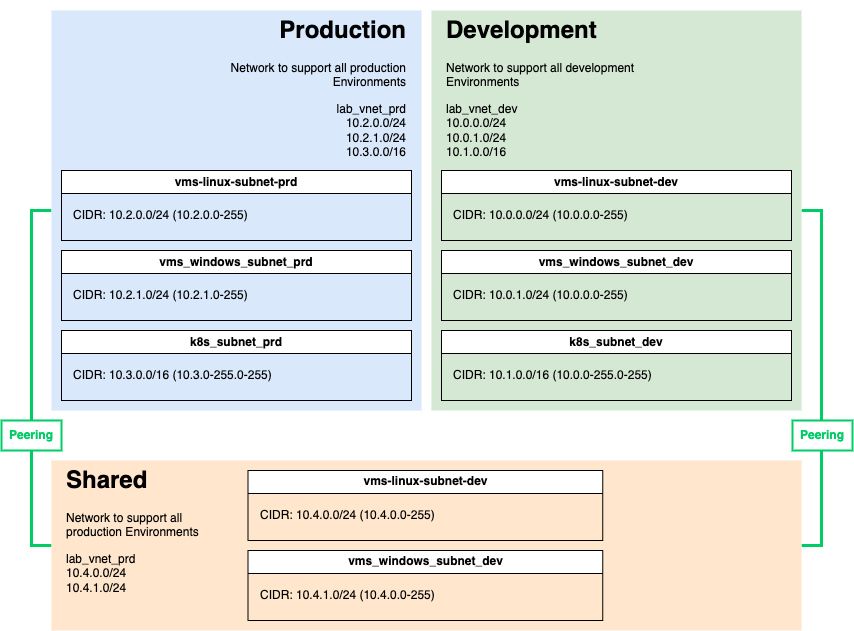 Production
Network to support all production
Environments
lab_vnet_prd
10.2.0.0/24
10.2.1.0/24
10.3.0.0/16
vms-linux-subnet-prd
CIDR: 10.2.0.0/24 (10.2.0.0-255)
vms_windows_subnet_prd
CIDR: 10.2.1.0/24 (10.2.1.0-255)
k8s_subnet_prd
CIDR: 10.3.0.0/16 (10.3.0-255.0-255)
Development
Network to support all development
Environments
lab_vnet_dev
10.0.0.0/24
10.0.1.0/24
10.1.0.0/16
vms-linux-subnet-dev
CIDR: 10.0.0.0/24 (10.0.0.0-255)
vms_windows_subnet_dev
CIDR: 10.0.1.0/24 (10.0.0.0-255)
k8s_subnet_dev
CIDR: 10.1.0.0/16 (10.0.0-255.0-255)
Peering
Peering
Shared
Network to support all
production Environments
lab_vnet_prd
10.4.0.0/24
10.4.1.0/24
vms-linux-subnet-dev
CIDR: 10.4.0.0/24 (10.4.0.0-255)
vms_windows_subnet_dev
CIDR: 10.4.1.0/24 (10.4.0.0-255)